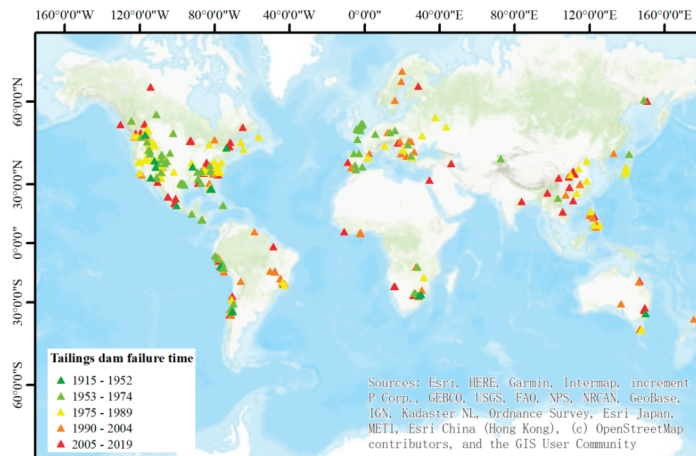 160°0'0"W 120°0'0"W 80°0'0"W 40°0'0"W 0°0'0"E 40°0'0"E 80°0'0"E 120°0'0"E 160°0'0"E
60°0'0"N
30°0'0"N
0°0'0"
30°0'0"S
60°0'0"S
Tailings dam failure time
1915 - 1952
1953 - 1974
1975 - 1989
1990 - 2004
2005 - 2019
Sources: Esri, HERE, Garmin, Intermap, increment
P Corp., GEBCO, USGS, FAO, NPS, NRCAN, GeoBase,
IGN, Kadaster NL, Ordnance Survey, Esri Japan,
METI, Esri China (Hong Kong), (c) OpenStreetMap
contributors, and the GIS User Community